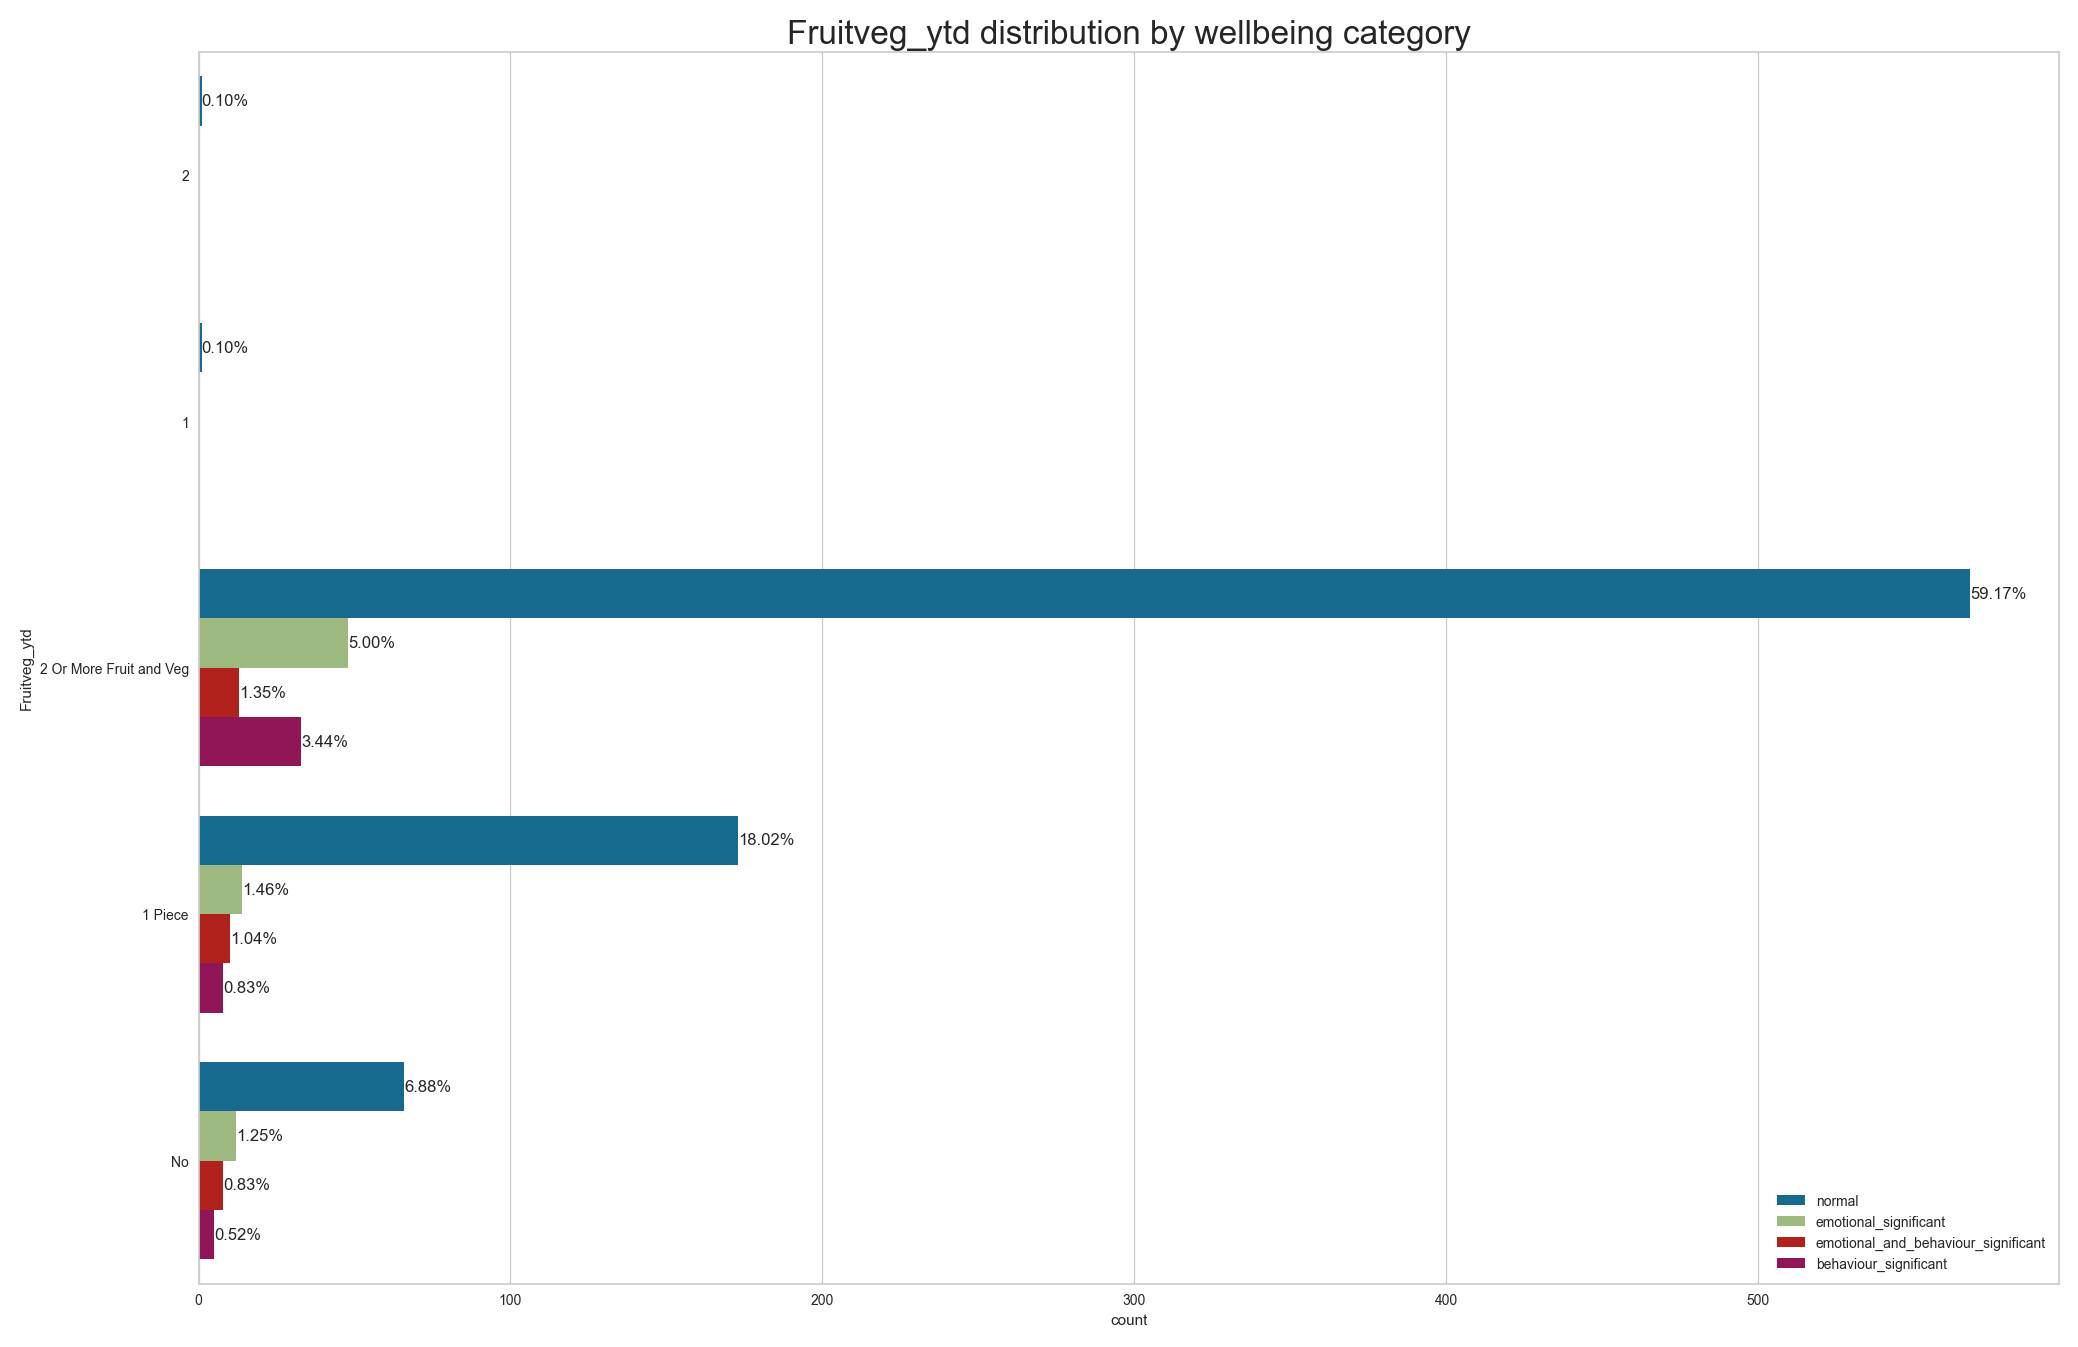 Fruitveg_ytd distribution by wellbeing category
0.10%
2
0.10%
1
59.17%
5.00%
Fruitveg_ytd
2 Or More Fruit and Veg
1.35%
3.44%
18.02%
1.46%
1 Piece
1.04%
0.83%
6.88%
1.25%
No
0.83%
0.52%
normal
emotional_significant
emotional_and_behaviour_significant
behaviour_significant
0 100 200 300 400 500
count